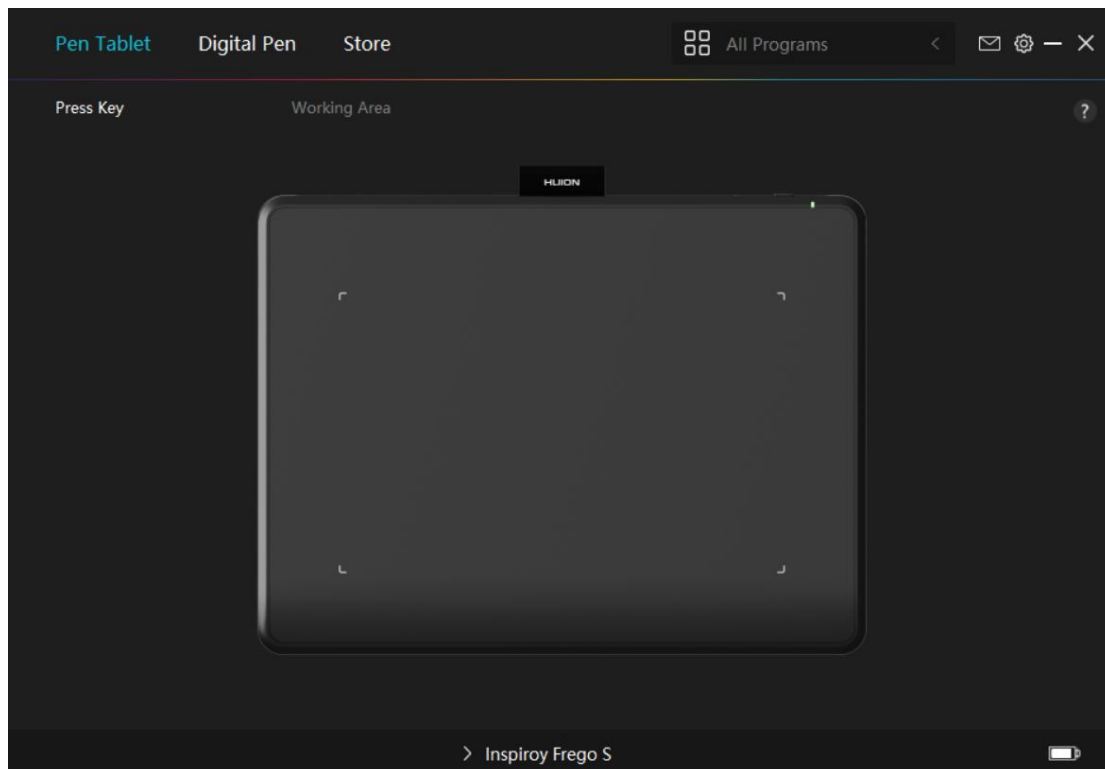 Pen Tablet Digital Pen Store All Programs
Press Key Working Area ?
HUION
Inspiroy Frego S